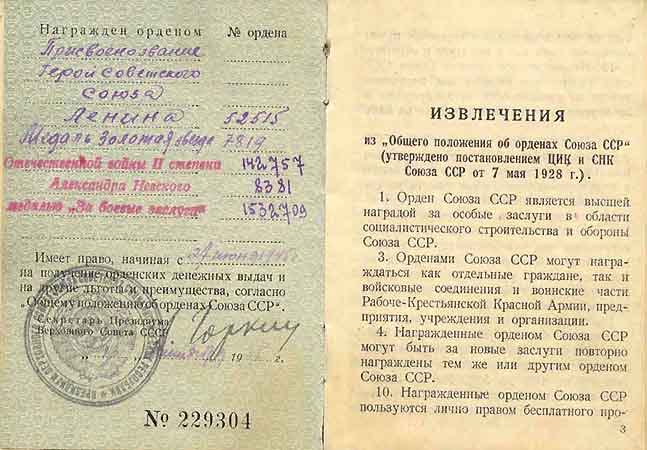 Награжден орденом № ордена
Присвоено звание
Герой Советского
Союза
Ленина 52515
Медаль Золотая звезда 7819
Отечественной войны II степени 142757
Александра Невского 8381
медалью „За боевые заслуги" 1532709
Имеет право, начиная с
на получение орденских денежных выдач и
на другие льготы и преимущества, согласно
„Общему положению об орденах Союза ССР".
Секретарь Президиума
Верховного Совета СССР
Горкин
19 г.
№ 229304
ИЗВЛЕЧЕНИЯ
из „Общего положения об орденах Союза ССР"
(утверждено постановлением ЦИК и СНК
Союза ССР от 7 мая 1928 г.).
1. Орден Союза ССР является высшей
наградой за особые заслуги в области
социалистического строительства и обороны
Союза ССР.
3. Орденами Союза ССР могут награ-
ждаться как отдельные граждане, так и
войсковые соединения и воинские части
Рабоче-Крестьянской Красной Армии, пред-
приятия, учреждения и организации.
4. Награжденные орденом Союза ССР
могут быть за новые заслуги повторно
награждены тем же или другим орденом
Союза ССР.
10. Награжденные орденом Союза ССР
пользуются лично правом бесплатного про-
3